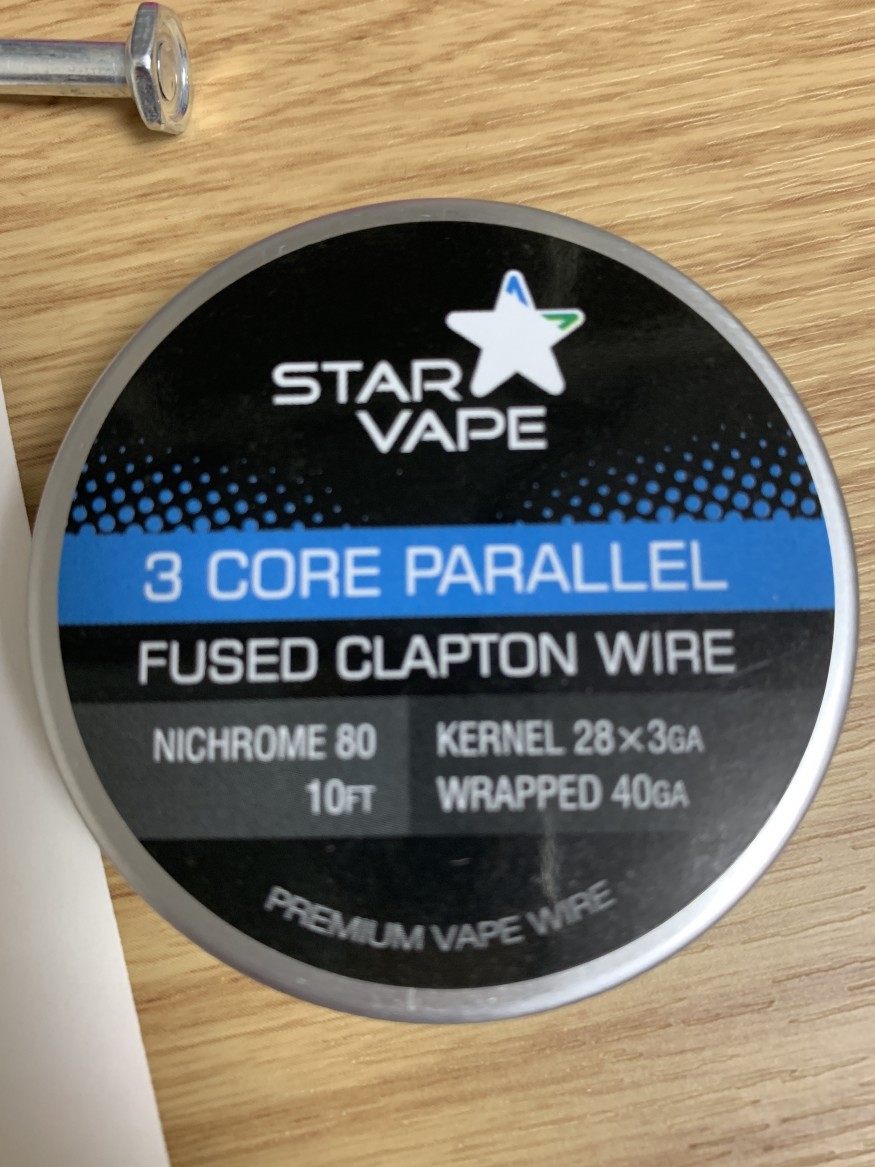 STAR
VAPE
3 CORE PARALLEL
FUSED CLAPTON WIRE
NICHROME 80
10FT
KERNEL 28×3GA
WRAPPED 40GA
PREMIUM VAPE WIRE